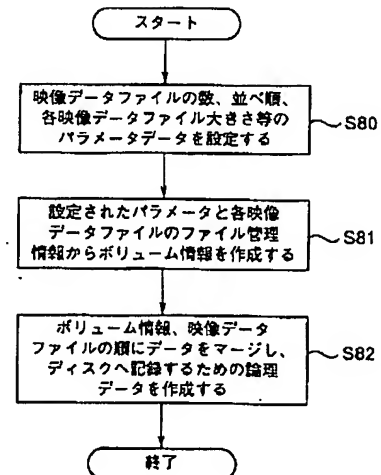 スタート
映像データファイルの数、並べ順、
各映像データファイル大きさ等の
パラメータデータを設定する
S80
設定されたパラメータと各映像
データファイルのファイル管理
情報からボリューム情報を作成する
S81
ボリューム情報、映像データ
ファイルの順にデータをマージし、
ディスクへ記録するための論理
データを作成する
S82
終了